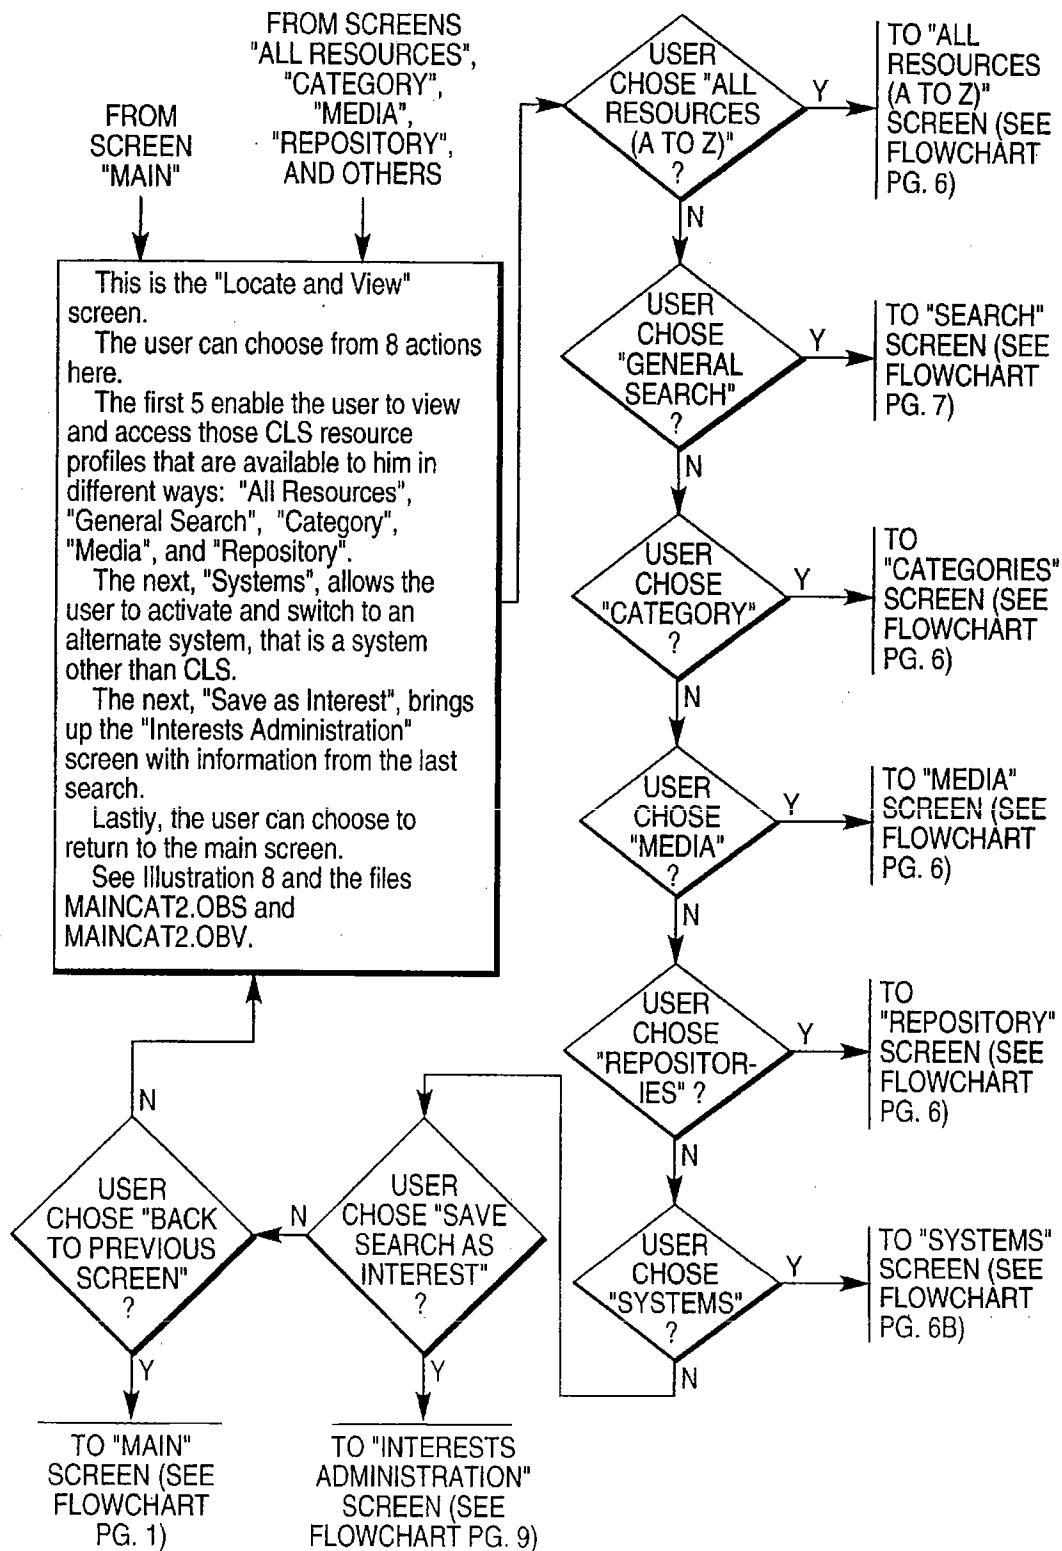 FROM
SCREEN
"MAIN"
FROM SCREENS
"ALL RESOURCES",
"CATEGORY",
"MEDIA",
"REPOSITORY",
AND OTHERS
This is the "Locate and View"
screen.
The user can choose from 8 actions
here.
The first 5 enable the user to view
and access those CLS resource
profiles that are available to him in
different ways: "All Resources",
"General Search", "Category",
"Media", and "Repository".
The next, "Systems", allows the
user to activate and switch to an
alternate system, that is a system
other than CLS.
The next, "Save as Interest", brings
up the "Interests Administration"
screen with information from the last
search.
Lastly, the user can choose to
return to the main screen.
See Illustration 8 and the files
MAINCAT2.OBS and
MAINCAT2.OBV.
USER
CHOSE "ALL
RESOURCES
(A TO Z)"
?
Y
TO "ALL
RESOURCES
(A TO Z)"
SCREEN (SEE
FLOWCHART
PG. 6)
N
USER
CHOSE
"GENERAL
SEARCH"
?
Y
TO "SEARCH"
SCREEN (SEE
FLOWCHART
PG. 7)
N
USER
CHOSE
"CATEGORY"
?
Y
TO
"CATEGORIES"
SCREEN (SEE
FLOWCHART
PG. 6)
N
USER
CHOSE
"MEDIA"
?
Y
TO "MEDIA"
SCREEN (SEE
FLOWCHART
PG. 6)
N
USER
CHOSE
"REPOSITOR-
IES" ?
Y
TO
"REPOSITORY"
SCREEN (SEE
FLOWCHART
PG. 6)
N
USER
CHOSE
"SYSTEMS"
?
Y
TO "SYSTEMS"
SCREEN (SEE
FLOWCHART
PG. 6B)
N
USER
CHOSE "SAVE
SEARCH AS
INTEREST"
?
Y
TO "INTERESTS
ADMINISTRATION"
SCREEN (SEE
FLOWCHART PG. 9)
N
USER
CHOSE "BACK
TO PREVIOUS
SCREEN"
?
N
Y
TO "MAIN"
SCREEN (SEE
FLOWCHART
PG. 1)